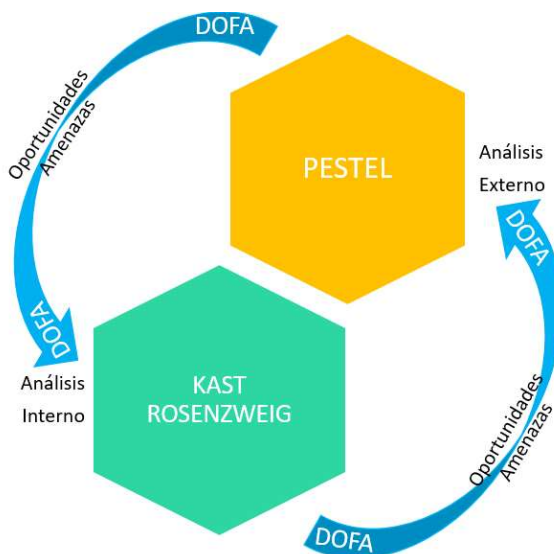 DOFA
Oportunidades
Amenazas
PESTEL
Análisis
Externo
DOFA
DOFA
Análisis
Interno
KAST
ROSENZWEIG
Oportunidades
Amenazas
DOFA